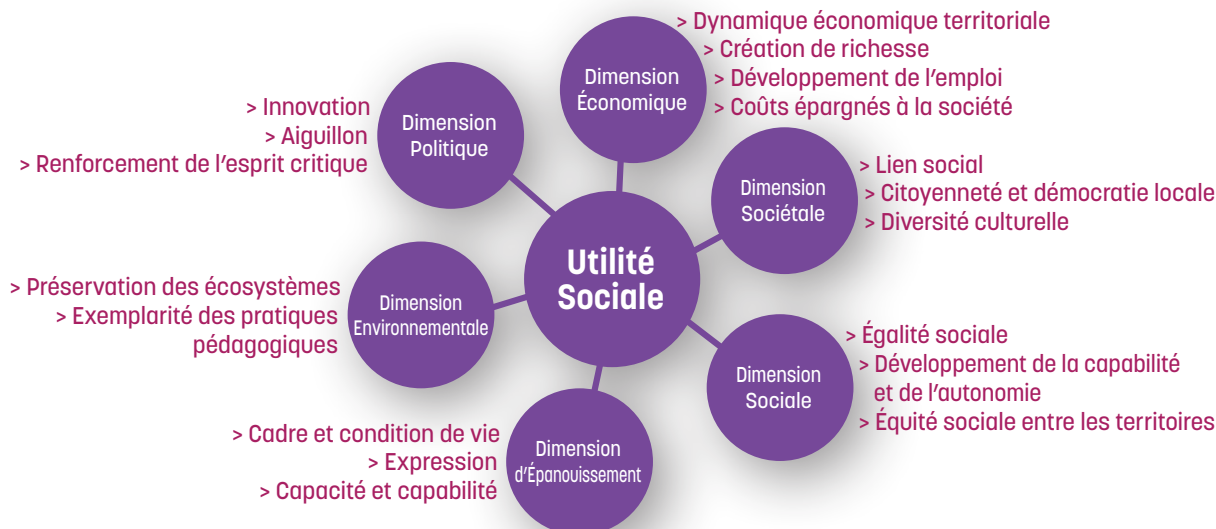 Utilité
Sociale
Dimension
Économique
> Dynamique économique territoriale
> Création de richesse
> Développement de l'emploi
> Coûts épargnés à la société
Dimension
Sociétale
> Lien social
> Citoyenneté et démocratie locale
> Diversité culturelle
Dimension
Sociale
> Égalité sociale
> Développement de la capabilité
et de l'autonomie
> Équité sociale entre les territoires
Dimension
d'Épanouissement
> Cadre et condition de vie
> Expression
> Capacité et capabilité
Dimension
Environnementale
> Préservation des écosystèmes
> Exemplarité des pratiques
pédagogiques
Dimension
Politique
> Innovation
> Aiguillon
> Renforcement de l'esprit critique